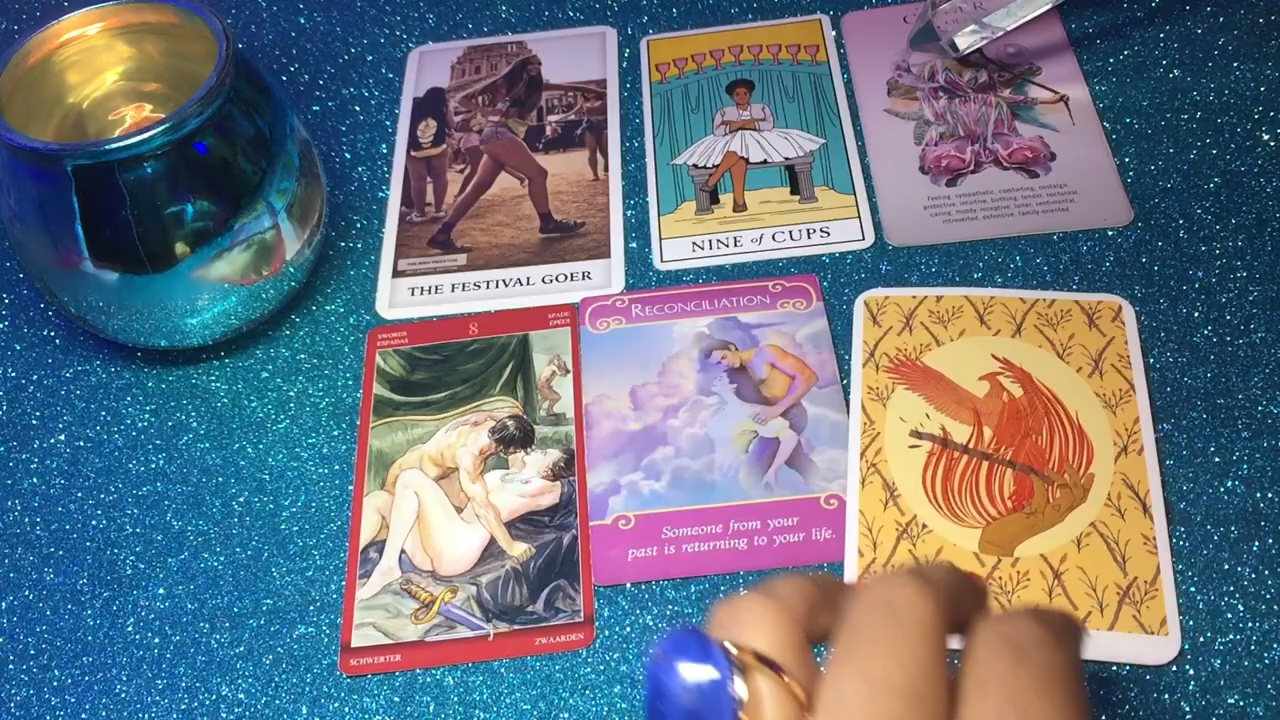 THE FESTIVAL GOER
NINE of CUPS
Feeling, sympathetic, comforting, nostalgic,
protective, intuitive, birthing, tender, nocturnal,
caring, moody, receptive, lunar, sentimental,
introverted, defensive, family-oriented
SWORDS
ESPADAS
8
SPADE
ÉPÉES
SCHWERTER
ZWAARDEN
RECONCILIATION
Someone from your
past is returning to your life.